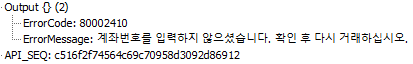 Output {} (2)
ErrorCode: 80002410
ErrorMessage: 계좌번호를 입력하지 않으셨습니다. 확인 후 다시 거래하십시오.
API_SEQ: c516f2f74564c69c70958d3092d86912